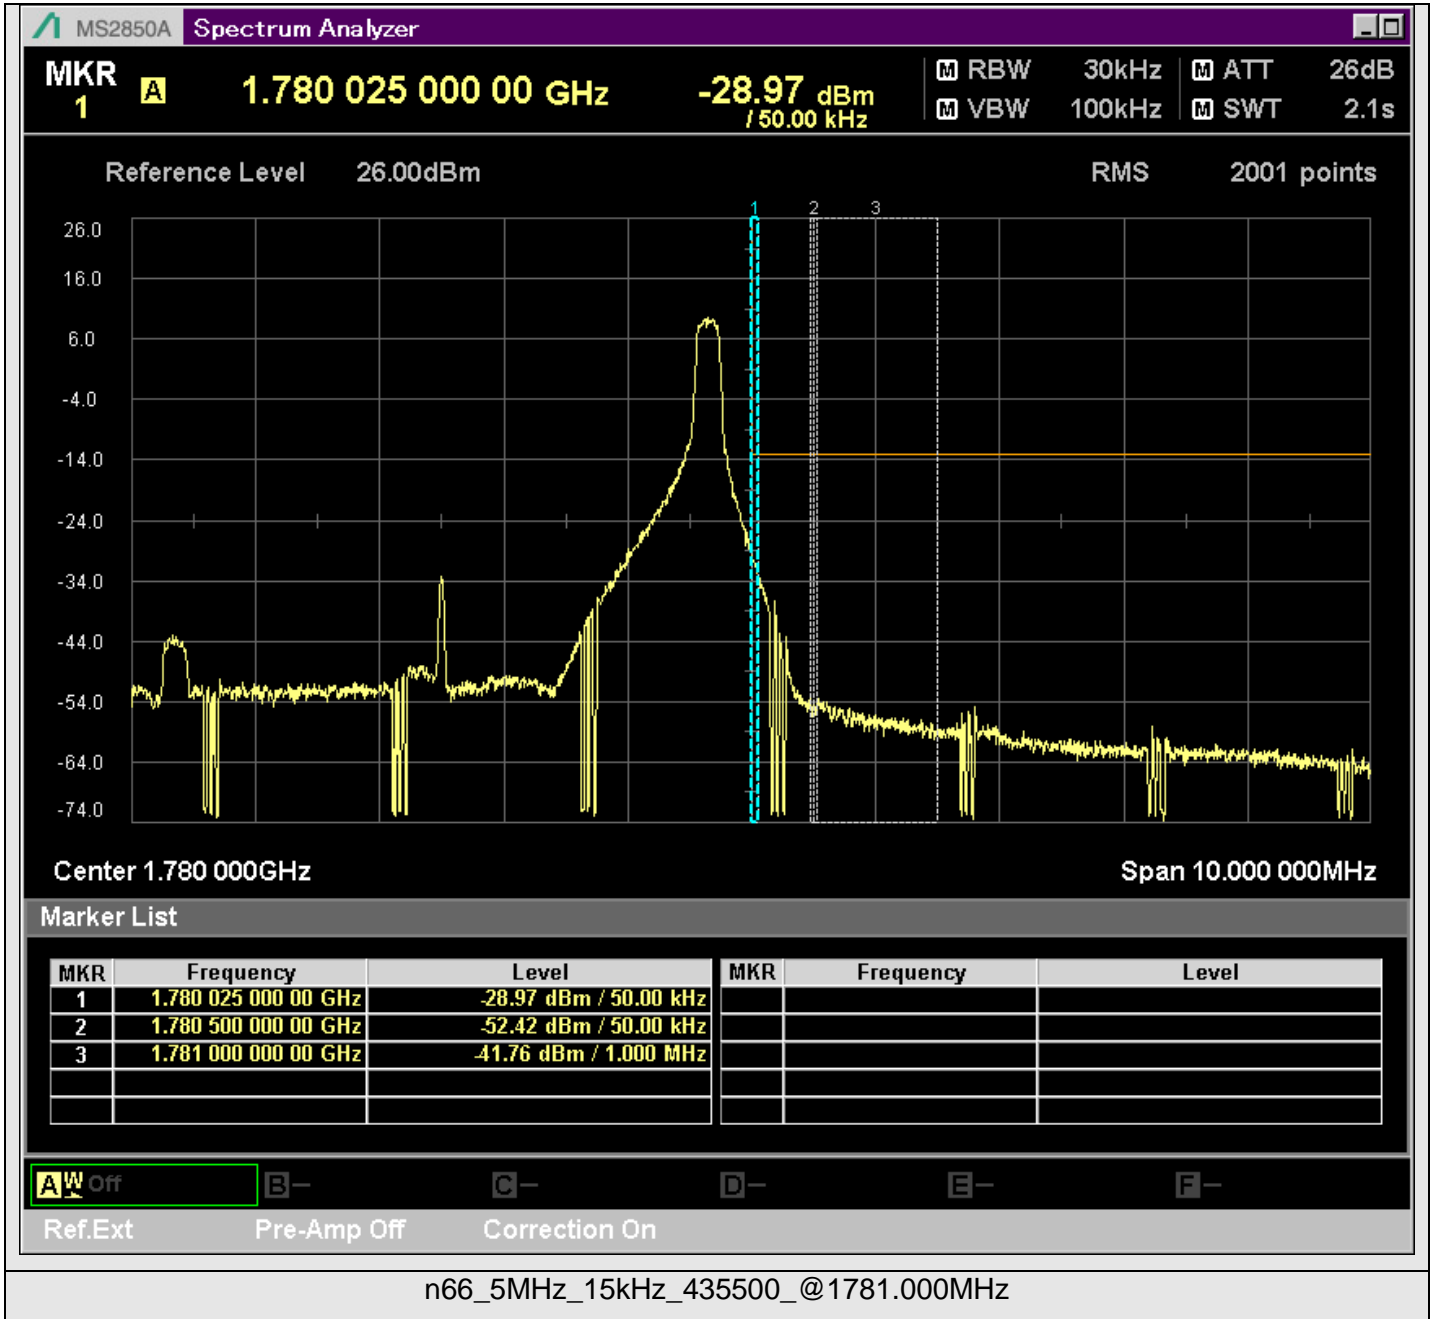 MS2850A Spectrum Analyzer
MKR 1 A 1.780 025 000 00 GHz -28.97 dBm / 50.00 kHz
M RBW 30kHz M ATT 26dB
M VBW 100kHz M SWT 2.1s
Reference Level 26.00dBm RMS 2001 points
1 2 3
26.0
16.0
6.0
-4.0
-14.0
-24.0
-34.0
-44.0
-54.0
-64.0
-74.0
Center 1.780 000GHz Span 10.000 000MHz
Marker List
MKR Frequency Level MKR Frequency Level
1 1.780 025 000 00 GHz -28.97 dBm / 50.00 kHz
2 1.780 500 000 00 GHz -52.42 dBm / 50.00 kHz
3 1.781 000 000 00 GHz -41.76 dBm / 1.000 MHz
A W Off B – C – D – E – F –
Ref.Ext Pre-Amp Off Correction On
n66_5MHz_15kHz_435500_@1781.000MHz